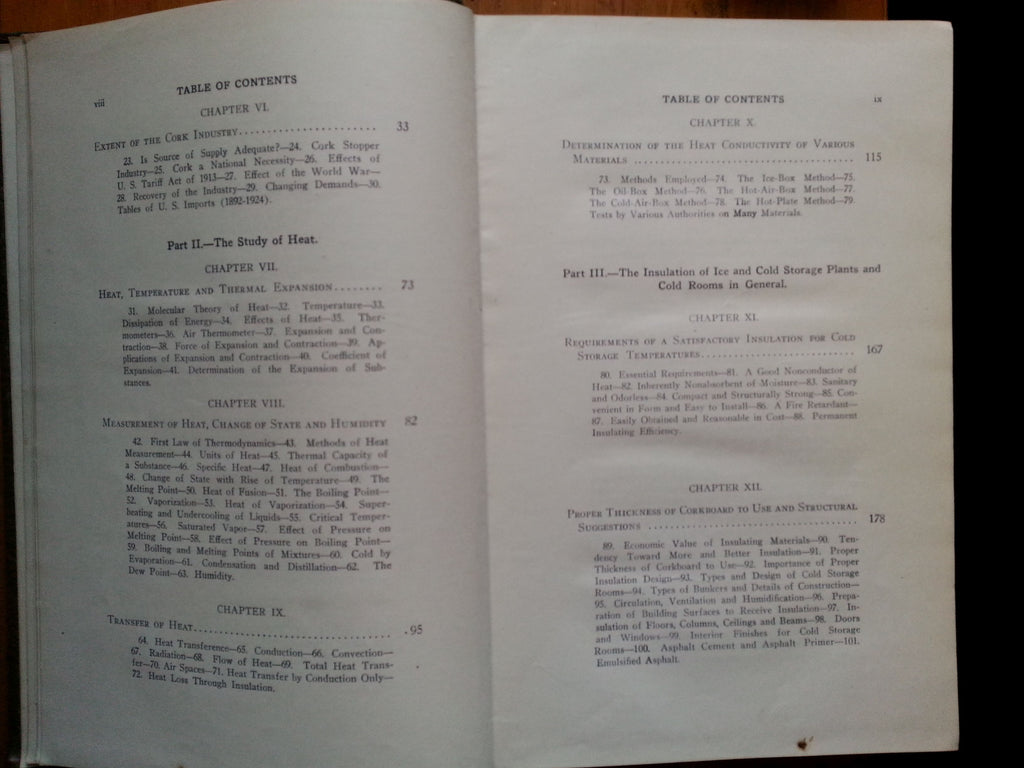 viii
TABLE OF CONTENTS
CHAPTER VI.
EXTENT OF THE CORK INDUSTRY.......................... 33
23. Is Source of Supply Adequate?—24. Cork Stopper
Industry—25. Cork a National Necessity—26. Effects of
U. S. Tariff Act of 1913—27. Effect of the World War—
28. Recovery of the Industry—29. Changing Demands—30.
Tables of U. S. Imports (1892-1924).
Part II.—The Study of Heat.
CHAPTER VII.
HEAT, TEMPERATURE AND THERMAL EXPANSION......... 73
31. Molecular Theory of Heat—32. Temperature—33.
Dissipation of Energy—34. Effects of Heat—35. Ther-
mometers—36. Air Thermometer—37. Expansion and Con-
traction—38. Force of Expansion and Contraction—39. Ap-
plications of Expansion and Contraction—40. Coefficient of
Expansion—41. Determination of the Expansion of Sub-
stances.
CHAPTER VIII.
MEASUREMENT OF HEAT, CHANGE OF STATE AND HUMIDITY 82
42. First Law of Thermodynamics—43. Methods of Heat
Measurement—44. Units of Heat—45. Thermal Capacity of
a Substance—46. Specific Heat—47. Heat of Combustion—
48. Change of State with Rise of Temperature—49. The
Melting Point—50. Heat of Fusion—51. The Boiling Point—
52. Vaporization—53. Heat of Vaporization—54. Super-
heating and Undercooling of Liquids—55. Critical Temper-
atures—56. Saturated Vapor—57. Effect of Pressure on
Melting Point—58. Effect of Pressure on Boiling Point—
59. Boiling and Melting Points of Mixtures—60. Cold by
Evaporation—61. Condensation and Distillation—62. The
Dew Point—63. Humidity.
CHAPTER IX.
TRANSFER OF HEAT.................................... 95
64. Heat Transference—65. Conduction—66. Convection—
67. Radiation—68. Flow of Heat—69. Total Heat Trans-
fer—70. Air Spaces—71. Heat Transfer by Conduction Only—
72. Heat Loss Through Insulation.
TABLE OF CONTENTS
ix
CHAPTER X.
DETERMINATION OF THE HEAT CONDUCTIVITY OF VARIOUS
MATERIALS ........................................ 115
73. Methods Employed—74. The Ice-Box Method—75.
The Oil-Box Method—76. The Hot-Air-Box Method—77.
The Cold-Air-Box Method—78. The Hot-Plate Method—79.
Tests by Various Authorities on Many Materials.
Part III.—The Insulation of Ice and Cold Storage Plants and
Cold Rooms in General.
CHAPTER XI.
REQUIREMENTS OF A SATISFACTORY INSULATION FOR COLD
STORAGE TEMPERATURES............................ 167
80. Essential Requirements—81. A Good Nonconductor of
Heat—82. Inherently Nonabsorbent of Moisture—83. Sanitary
and Odorless—84. Compact and Structurally Strong—85. Con-
venient in Form and Easy to Install—86. A Fire Retardant—
87. Easily Obtained and Reasonable in Cost—88. Permanent
Insulating Efficiency.
CHAPTER XII.
PROPER THICKNESS OF CORKBOARD TO USE AND STRUCTURAL
SUGGESTIONS ...................................... 178
89. Economic Value of Insulating Materials—90. Ten-
dency Toward More and Better Insulation—91. Proper
Thickness of Corkboard to Use—92. Importance of Proper
Insulation Design—93. Types and Design of Cold Storage
Rooms—94. Types of Bunkers and Details of Construction—
95. Circulation, Ventilation and Humidification—96. Prepa-
ration of Building Surfaces to Receive Insulation—97. In-
sulation of Floors, Columns, Ceilings and Beams—98. Doors
and Windows—99. Interior Finishes for Cold Storage
Rooms—100. Asphalt Cement and Asphalt Primer—101.
Emulsified Asphalt.